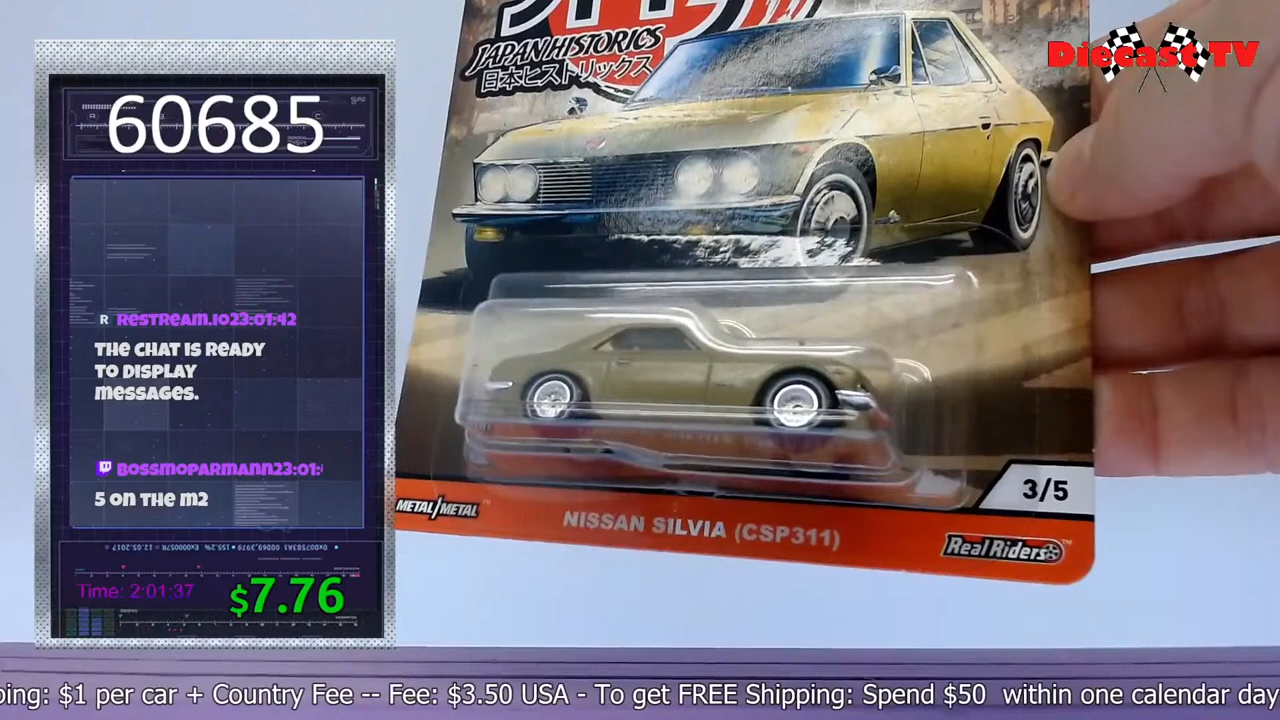 60685
R Restream.io23:01:42
THE CHAT IS READY
TO DISPLAY
MESSAGES.
BOSSMOPARMANN23:01:
5 ON THE M2
Time: 2:01:37
$7.76
JAPAN HISTORICS
日本ヒストリックス
Diecast TV
3/5
METAL/METAL™
NISSAN SILVIA (CSP311)
Real Riders™
ping: $1 per car + Country Fee -- Fee: $3.50 USA - To get FREE Shipping: Spend $50 within one calendar day